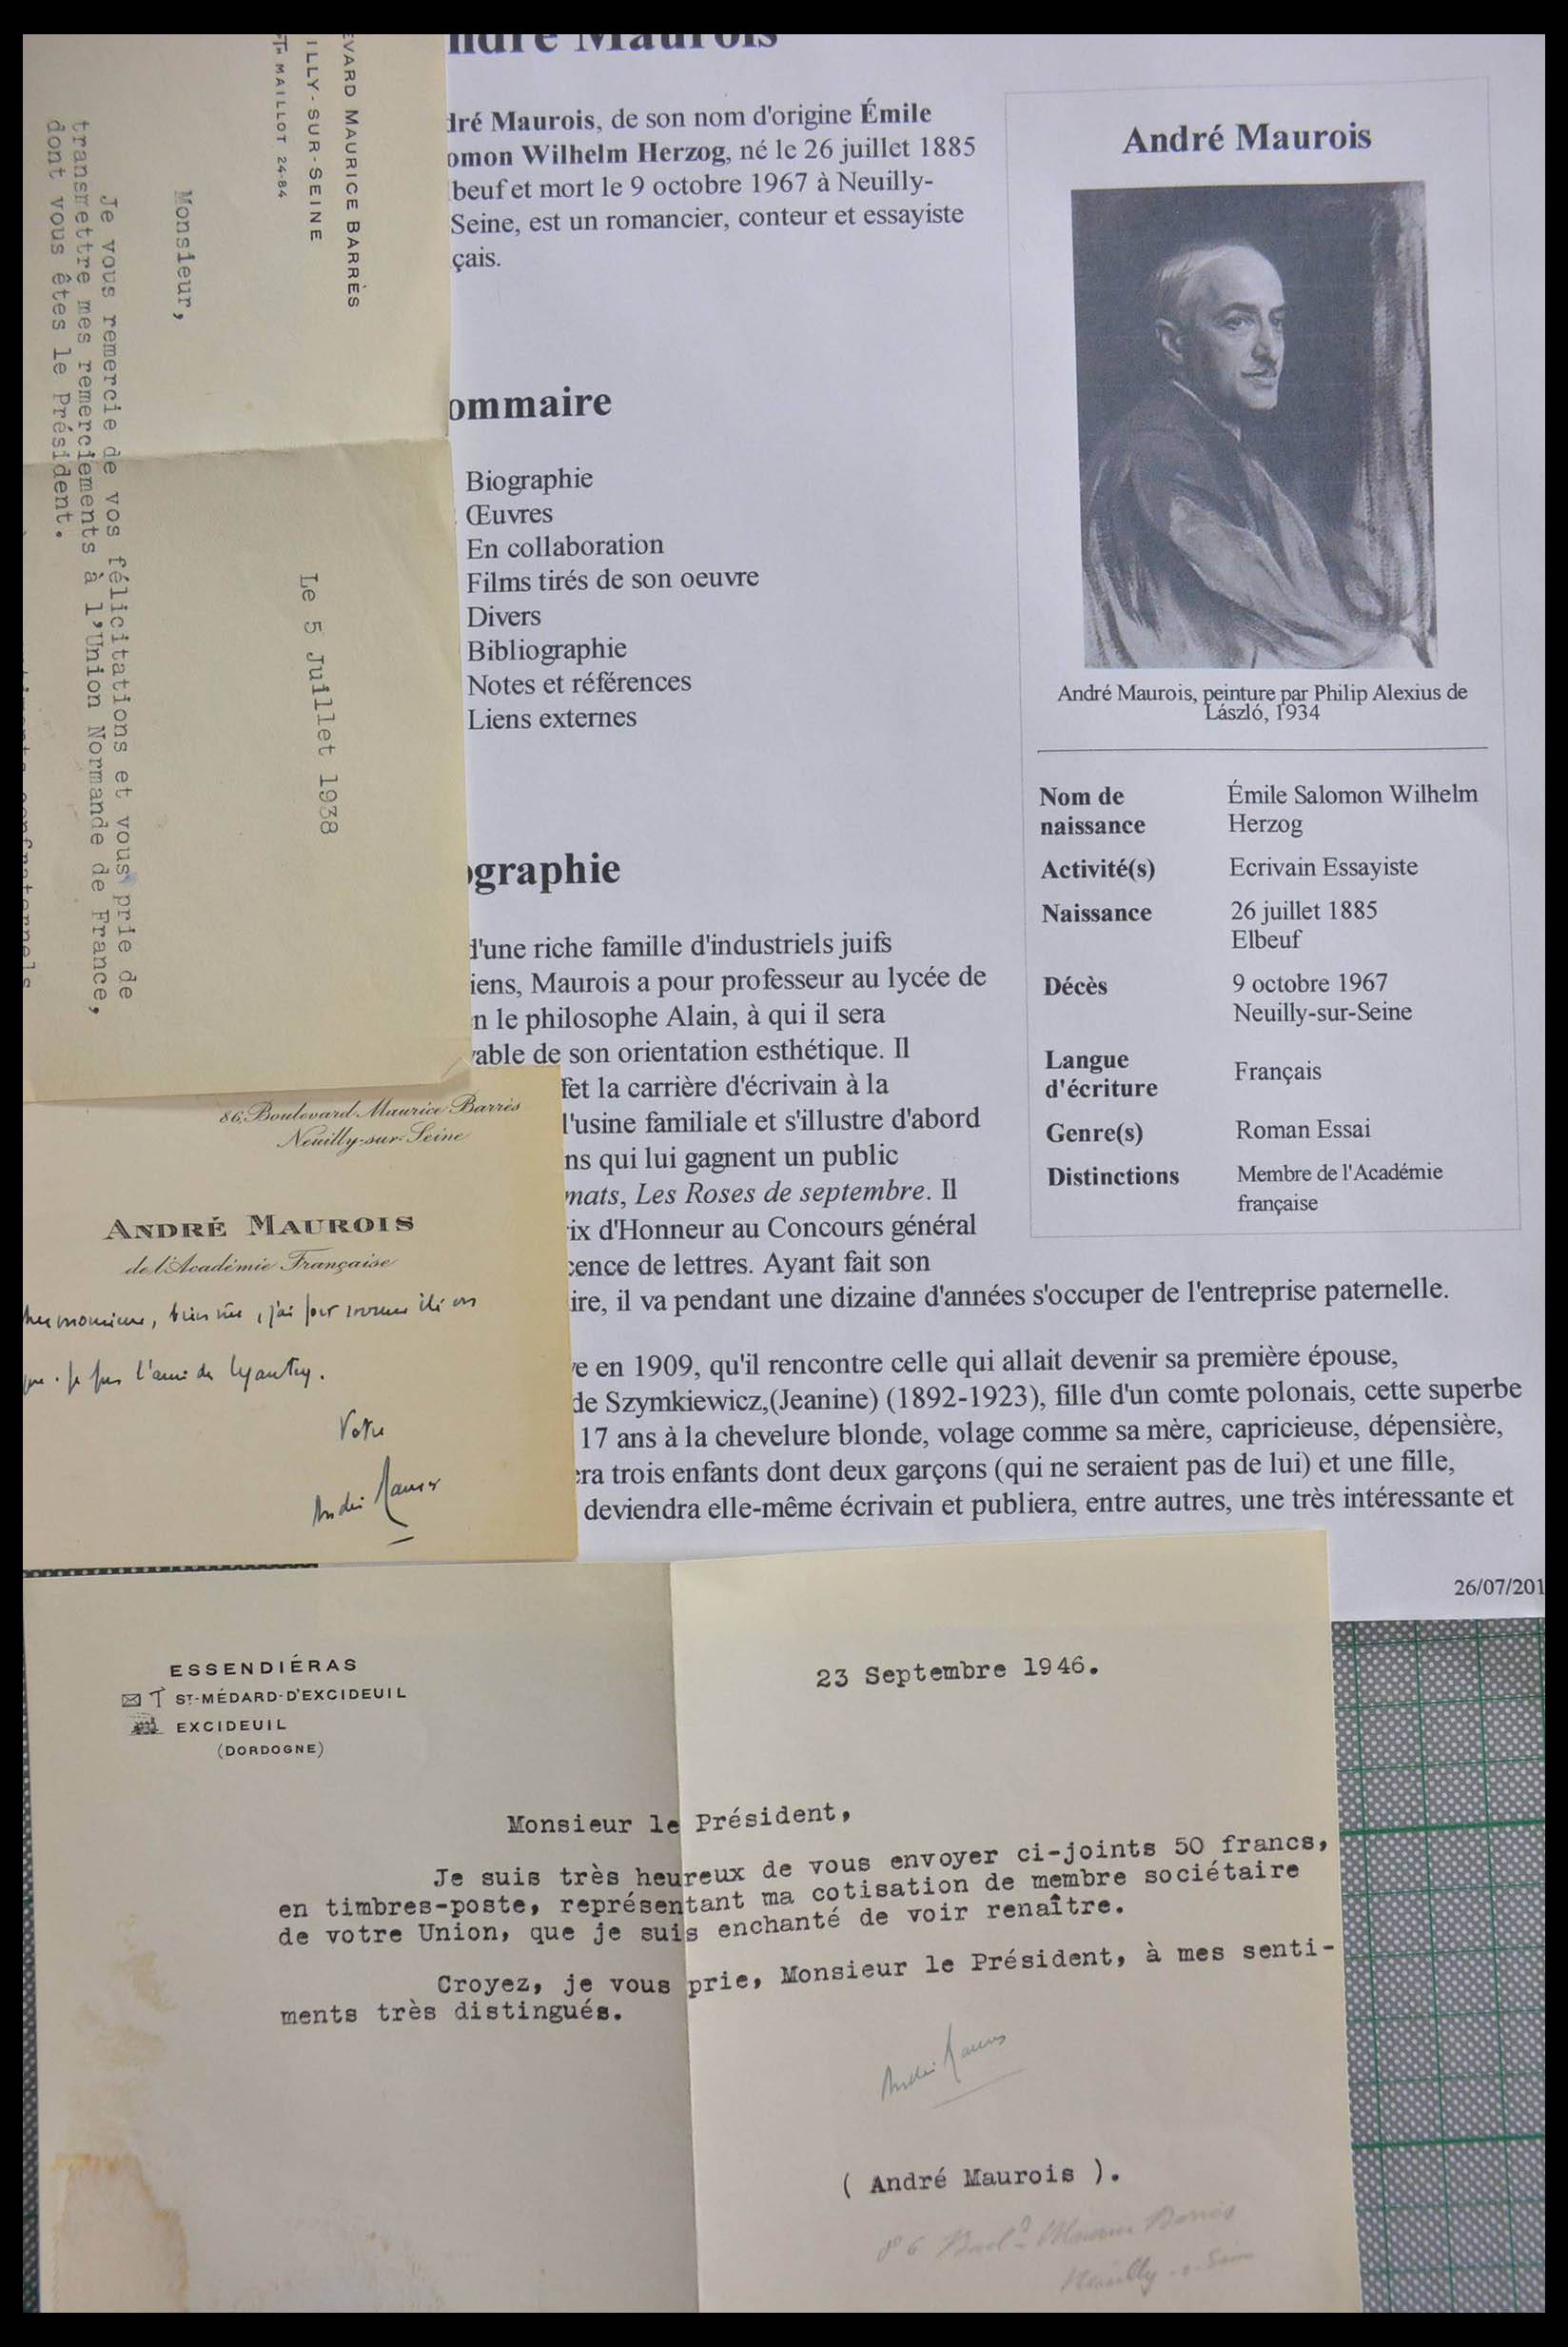 EVARD MAURICE BARRÈS
ILLY-SUR-SEINE
MAILLOT 24-84
Le 5 Juillet 1938
Monsieur,
Je vous remercie de vos félicitations et vous prie de
transmettre mes remerciements à l'Union Normande de France,
dont vous êtes le Président.
ndré Maurois
dré Maurois, de son nom d'origine Émile
omon Wilhelm Herzog, né le 26 juillet 1885
beuf et mort le 9 octobre 1967 à Neuilly-
Seine, est un romancier, conteur et essayiste
çais.
ommaire
Biographie
Œuvres
En collaboration
Films tirés de son oeuvre
Divers
Bibliographie
Notes et références
Liens externes
ographie
d'une riche famille d'industriels juifs
iens, Maurois a pour professeur au lycée de
n le philosophe Alain, à qui il sera
able de son orientation esthétique. Il
fet la carrière d'écrivain à la
l'usine familiale et s'illustre d'abord
ns qui lui gagnent un public
mats, Les Roses de septembre. Il
ix d'Honneur au Concours général
cence de lettres. Ayant fait son
ire, il va pendant une dizaine d'années s'occuper de l'entreprise paternelle.
e en 1909, qu'il rencontre celle qui allait devenir sa première épouse,
de Szymkiewicz,(Jeanine) (1892-1923), fille d'un comte polonais, cette superbe
17 ans à la chevelure blonde, volage comme sa mère, capricieuse, dépensière,
era trois enfants dont deux garçons (qui ne seraient pas de lui) et une fille,
deviendra elle-même écrivain et publiera, entre autres, une très intéressante et
26/07/201
André Maurois
André Maurois, peinture par Philip Alexius de
László, 1934
Nom de naissance Émile Salomon Wilhelm Herzog
Activité(s) Ecrivain Essayiste
Naissance 26 juillet 1885
Elbeuf
Décès 9 octobre 1967
Neuilly-sur-Seine
Langue d'écriture Français
Genre(s) Roman Essai
Distinctions Membre de l'Académie
française
86, Boulevard Maurice Barrès
Neuilly-sur-Seine
ANDRÉ MAUROIS
de l'Académie Française
monsieur, bien sûr, j'ai
l'ami de Lyautey.
Votre
André Maurois
ESSENDIÉRAS
ST-MÉDARD-D'EXCIDEUIL
EXCIDEUIL
(DORDOGNE)
23 Septembre 1946.
Monsieur le Président,
Je suis très heureux de vous envoyer ci-joints 50 francs,
en timbres-poste, représentant ma cotisation de membre sociétaire
de votre Union, que je suis enchanté de voir renaître.
Croyez, je vous prie, Monsieur le Président, à mes senti-
ments très distingués.
André Maurois
( André Maurois ).
Maurice Barrès
Neuilly-s-Seine